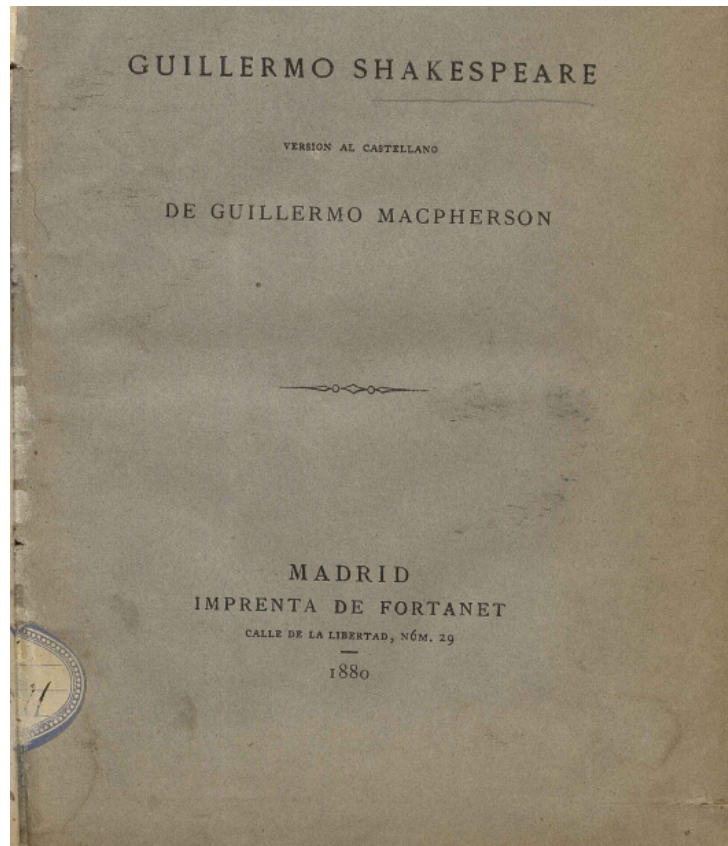 GUILLERMO SHAKESPEARE
VERSION AL CASTELLANO
DE GUILLERMO MACPHERSON
MADRID
IMPRENTA DE FORTANET
CALLE DE LA LIBERTAD, NÚM. 29
1880